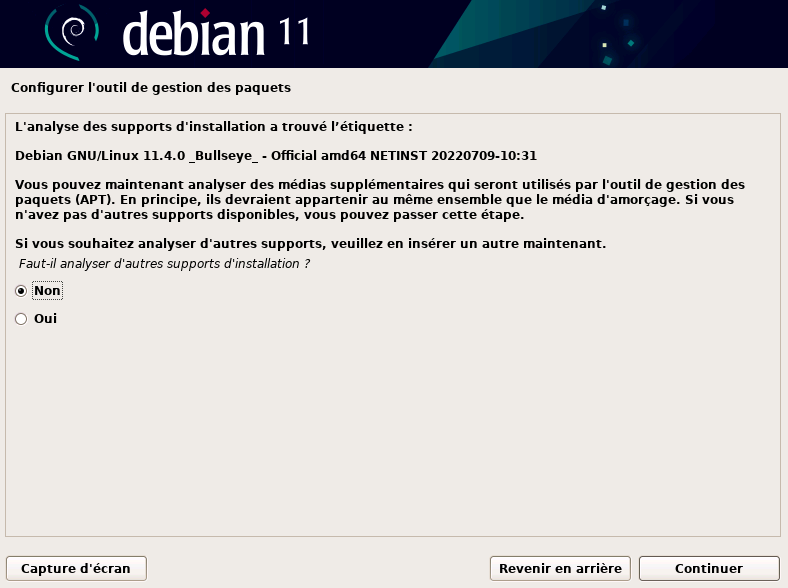 debian 11
Configurer l'outil de gestion des paquets
L'analyse des supports d'installation a trouvé l’étiquette :
Debian GNU/Linux 11.4.0 _Bullseye_ - Official amd64 NETINST 20220709-10:31
Vous pouvez maintenant analyser des médias supplémentaires qui seront utilisés par l'outil de gestion des
paquets (APT). En principe, ils devraient appartenir au même ensemble que le média d'amorçage. Si vous
n'avez pas d'autres supports disponibles, vous pouvez passer cette étape.
Si vous souhaitez analyser d'autres supports, veuillez en insérer un autre maintenant.
Faut-il analyser d'autres supports d'installation ?
Non
Oui
Capture d'écran
Revenir en arrière
Continuer